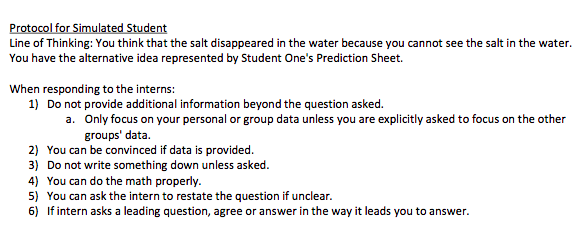 Protocol for Simulated Student
Line of Thinking: You think that the salt disappeared in the water because you cannot see the salt in the water.
You have the alternative idea represented by Student One's Prediction Sheet.
When responding to the interns:
1) Do not provide additional information beyond the question asked.
a. Only focus on your personal or group data unless you are explicitly asked to focus on the other
groups' data.
2) You can be convinced if data is provided.
3) Do not write something down unless asked.
4) You can do the math properly.
5) You can ask the intern to restate the question if unclear.
6) If intern asks a leading question, agree or answer in the way it leads you to answer.